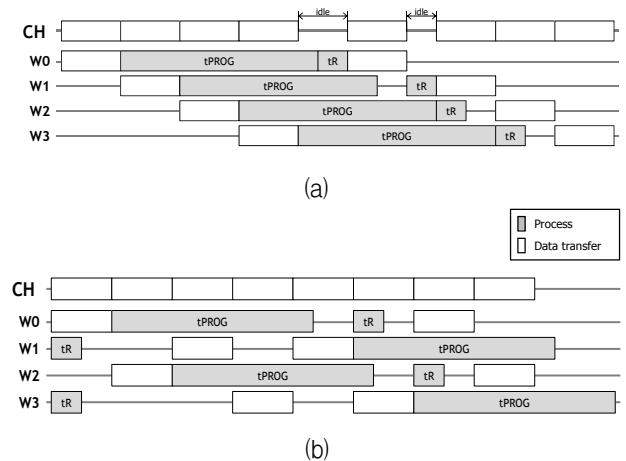 idle idle
CH
W0 tPROG tR
W1 tPROG tR
W2 tPROG tR
W3 tPROG tR
(a)
Process
Data transfer
CH
W0 tPROG tR
W1 tR tPROG
W2 tPROG tR
W3 tR tPROG
(b)